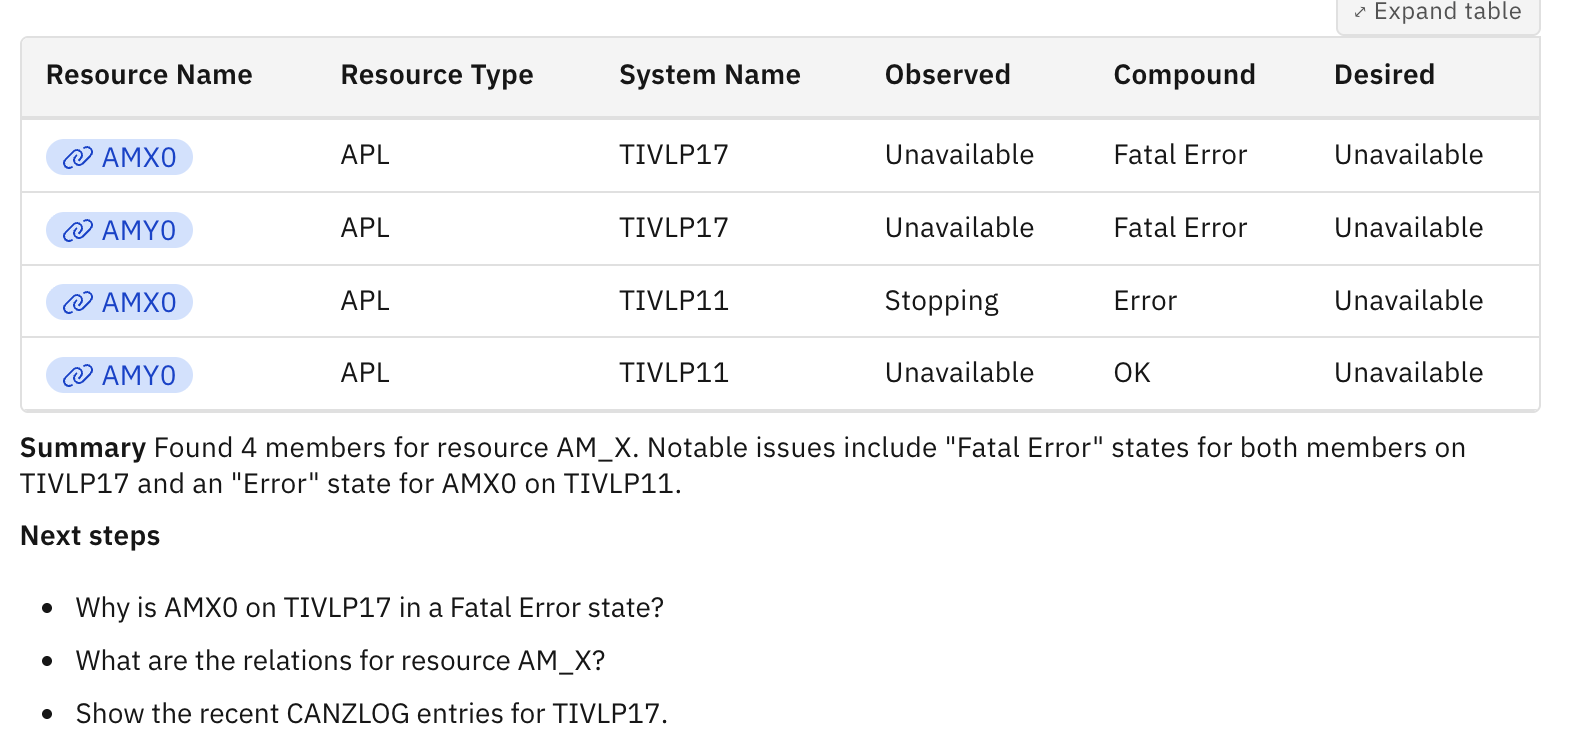 Expand table
Resource Name Resource Type System Name Observed Compound Desired
AMX0 APL TIVLP17 Unavailable Fatal Error Unavailable
AMY0 APL TIVLP17 Unavailable Fatal Error Unavailable
AMX0 APL TIVLP11 Stopping Error Unavailable
AMY0 APL TIVLP11 Unavailable OK Unavailable
Summary Found 4 members for resource AM_X. Notable issues include "Fatal Error" states for both members on
TIVLP17 and an "Error" state for AMX0 on TIVLP11.
Next steps
• Why is AMX0 on TIVLP17 in a Fatal Error state?
• What are the relations for resource AM_X?
• Show the recent CANZLOG entries for TIVLP17.